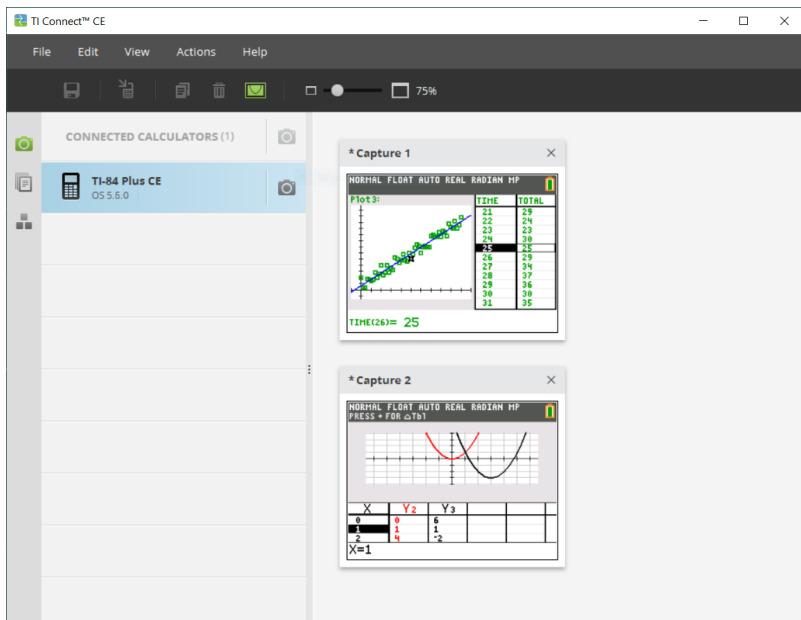 TI Connect™ CE
File Edit View Actions Help
75%
CONNECTED CALCULATORS (1)
TI-84 Plus CE
OS 5.6.0
*Capture 1
NORMAL FLOAT AUTO REAL RADIAN MP
Plot3:
TIME TOTAL
21 29
22 24
23 23
24 30
25 25
26 29
27 34
28 37
29 36
30 30
31 35
TIME(26)= 25
*Capture 2
NORMAL FLOAT AUTO REAL RADIAN MP
PRESS + FOR △Tbl
X Y2 Y3
0 0 6
1 1 1
2 4 -2
X=1